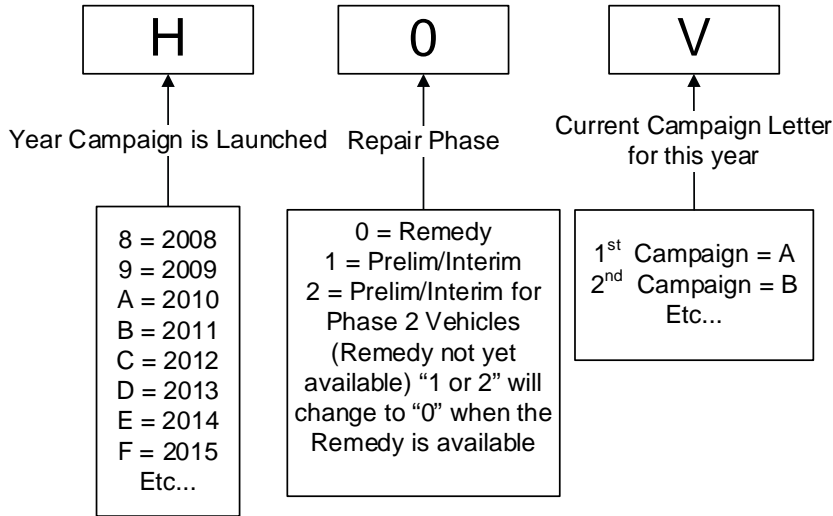 H
0
V
Year Campaign is Launched
Repair Phase
Current Campaign Letter
for this year
8 = 2008
9 = 2009
A = 2010
B = 2011
C = 2012
D = 2013
E = 2014
F = 2015
Etc...
0 = Remedy
1 = Prelim/Interim
2 = Prelim/Interim for
Phase 2 Vehicles
(Remedy not yet
available) “1 or 2” will
change to “0” when the
Remedy is available
1st Campaign = A
2nd Campaign = B
Etc...